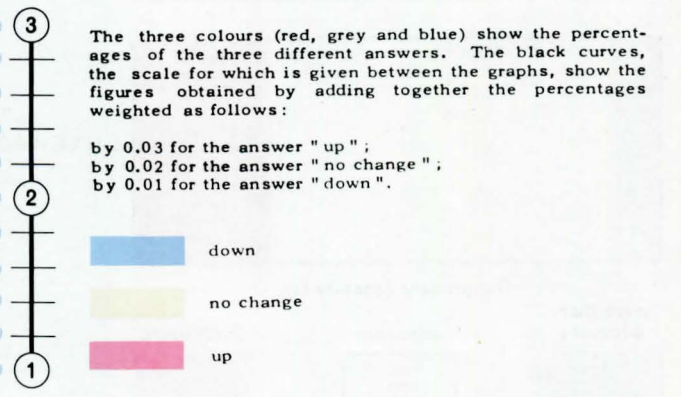 3
The three colours (red, grey and blue) show the percent-
ages of the three different answers. The black curves,
the scale for which is given between the graphs, show the
figures obtained by adding together the percentages
weighted as follows :
by 0.03 for the answer " up " ;
by 0.02 for the answer " no change " ;
by 0.01 for the answer " down ".
2
down
no change
up
1